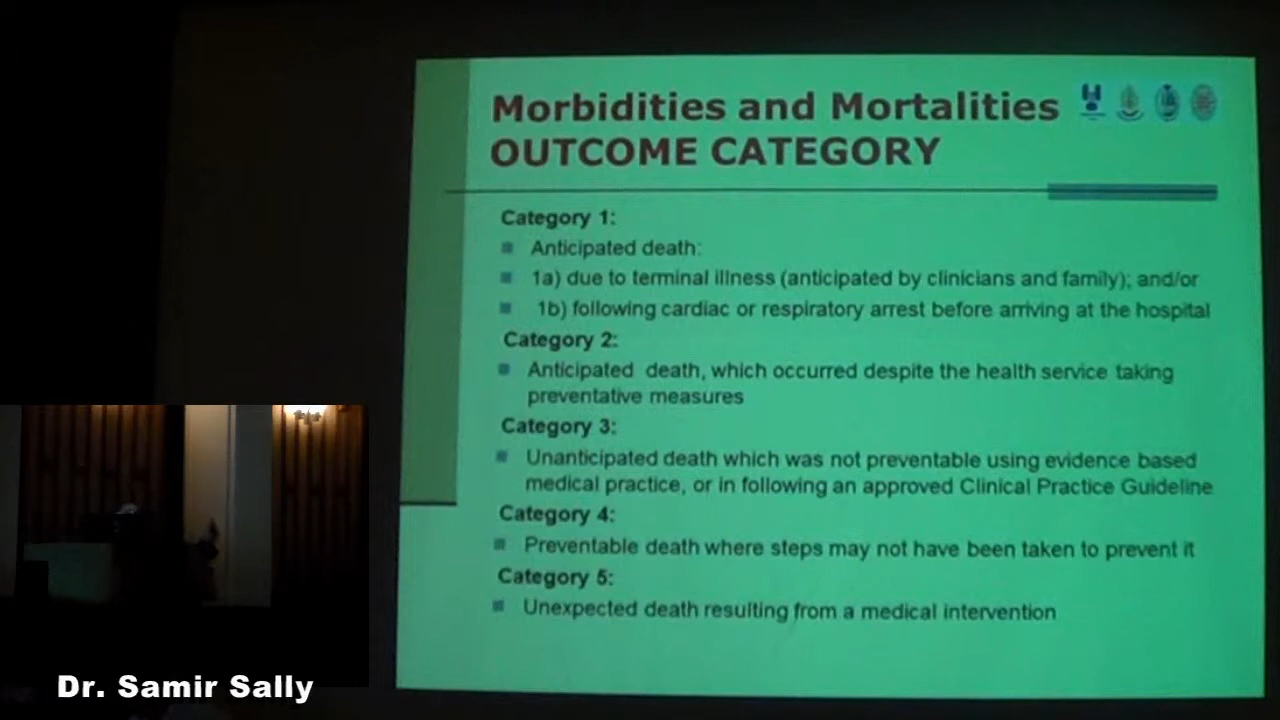 Morbidities and Mortalities
OUTCOME CATEGORY
Category 1:
Anticipated death:
1a) due to terminal illness (anticipated by clinicians and family); and/or
1b) following cardiac or respiratory arrest before arriving at the hospital
Category 2:
Anticipated death, which occurred despite the health service taking
preventative measures
Category 3:
Unanticipated death which was not preventable using evidence based
medical practice, or in following an approved Clinical Practice Guideline
Category 4:
Preventable death where steps may not have been taken to prevent it
Category 5:
Unexpected death resulting from a medical intervention
Dr. Samir Sally